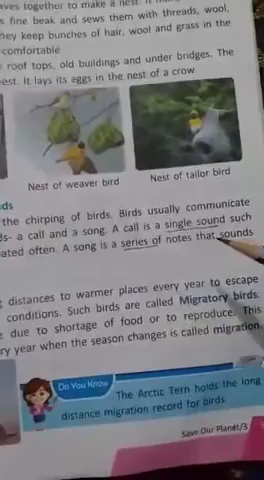 aves together to make a nest.
s fine beak and sews them with threads, wool,
hey keep bunches of hair, wool and grass in the
comfortable
roof tops, old buildings and under bridges. The
est. It lays its eggs in the nest of a crow.
Nest of weaver bird
Nest of tailor bird
ds
the chirping of birds. Birds usually communicate
ds- a call and a song. A call is a single sound such
ated often. A song is a series of notes that sounds
g distances to warmer places every year to escape
conditions. Such birds are called Migratory birds.
e due to shortage of food or to reproduce. This
ry year when the season changes is called migration.
Do You Know
The Arctic Tern holds the long
distance migration record for birds
Save Our Planet/3